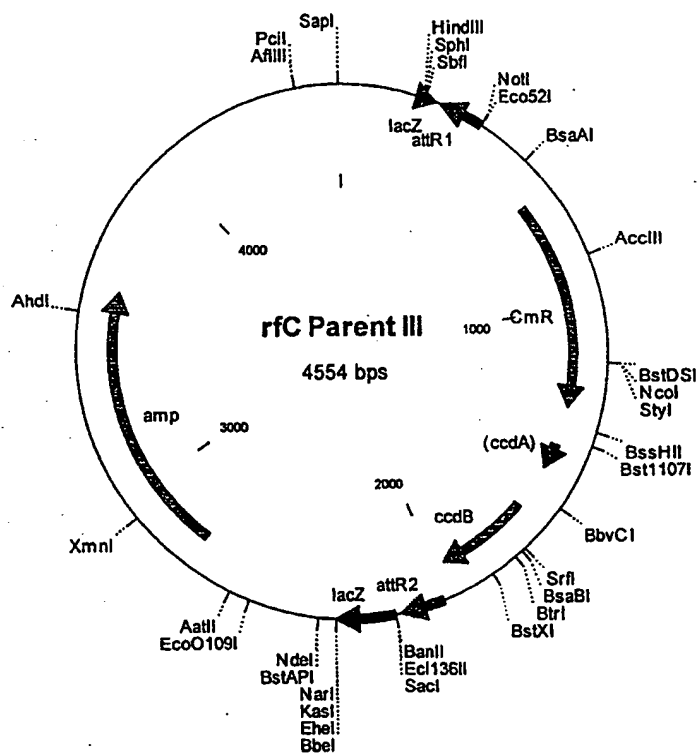 SapI
PciI
AflIII
HindIII
SphI
SbfI
NotI
Eco52I
BsaAI
lacZ
attR1
I
4000
AccIII
AhdI
rfC Parent III
1000
CmR
4554 bps
BstDSI
NcoI
StyI
amp
3000
(ccdA)
BssHII
Bst1107I
2000
ccdB
BbvCI
XmnI
SrfI
BsaBI
BtrI
BstXI
attR2
lacZ
AatII
EcoO109I
NdeI
BstAPI
NarI
KasI
EheI
BbeI
BanII
Ecl136II
SacI